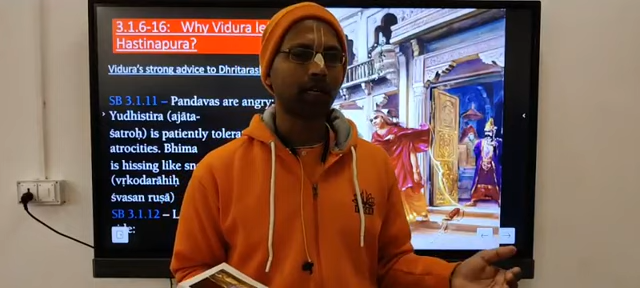 3.1.6-16: Why Vidura le
Hastinapura?
Vidura's strong advice to Dhritaras
SB 3.1.11 – Pandavas are angry:
Yudhistira (ajāta-
śatroḥ) is patiently tolera
atrocities. Bhima
is hissing like sn
(vṛkodarāhiḥ
śvasan ruṣā)
SB 3.1.12 – L